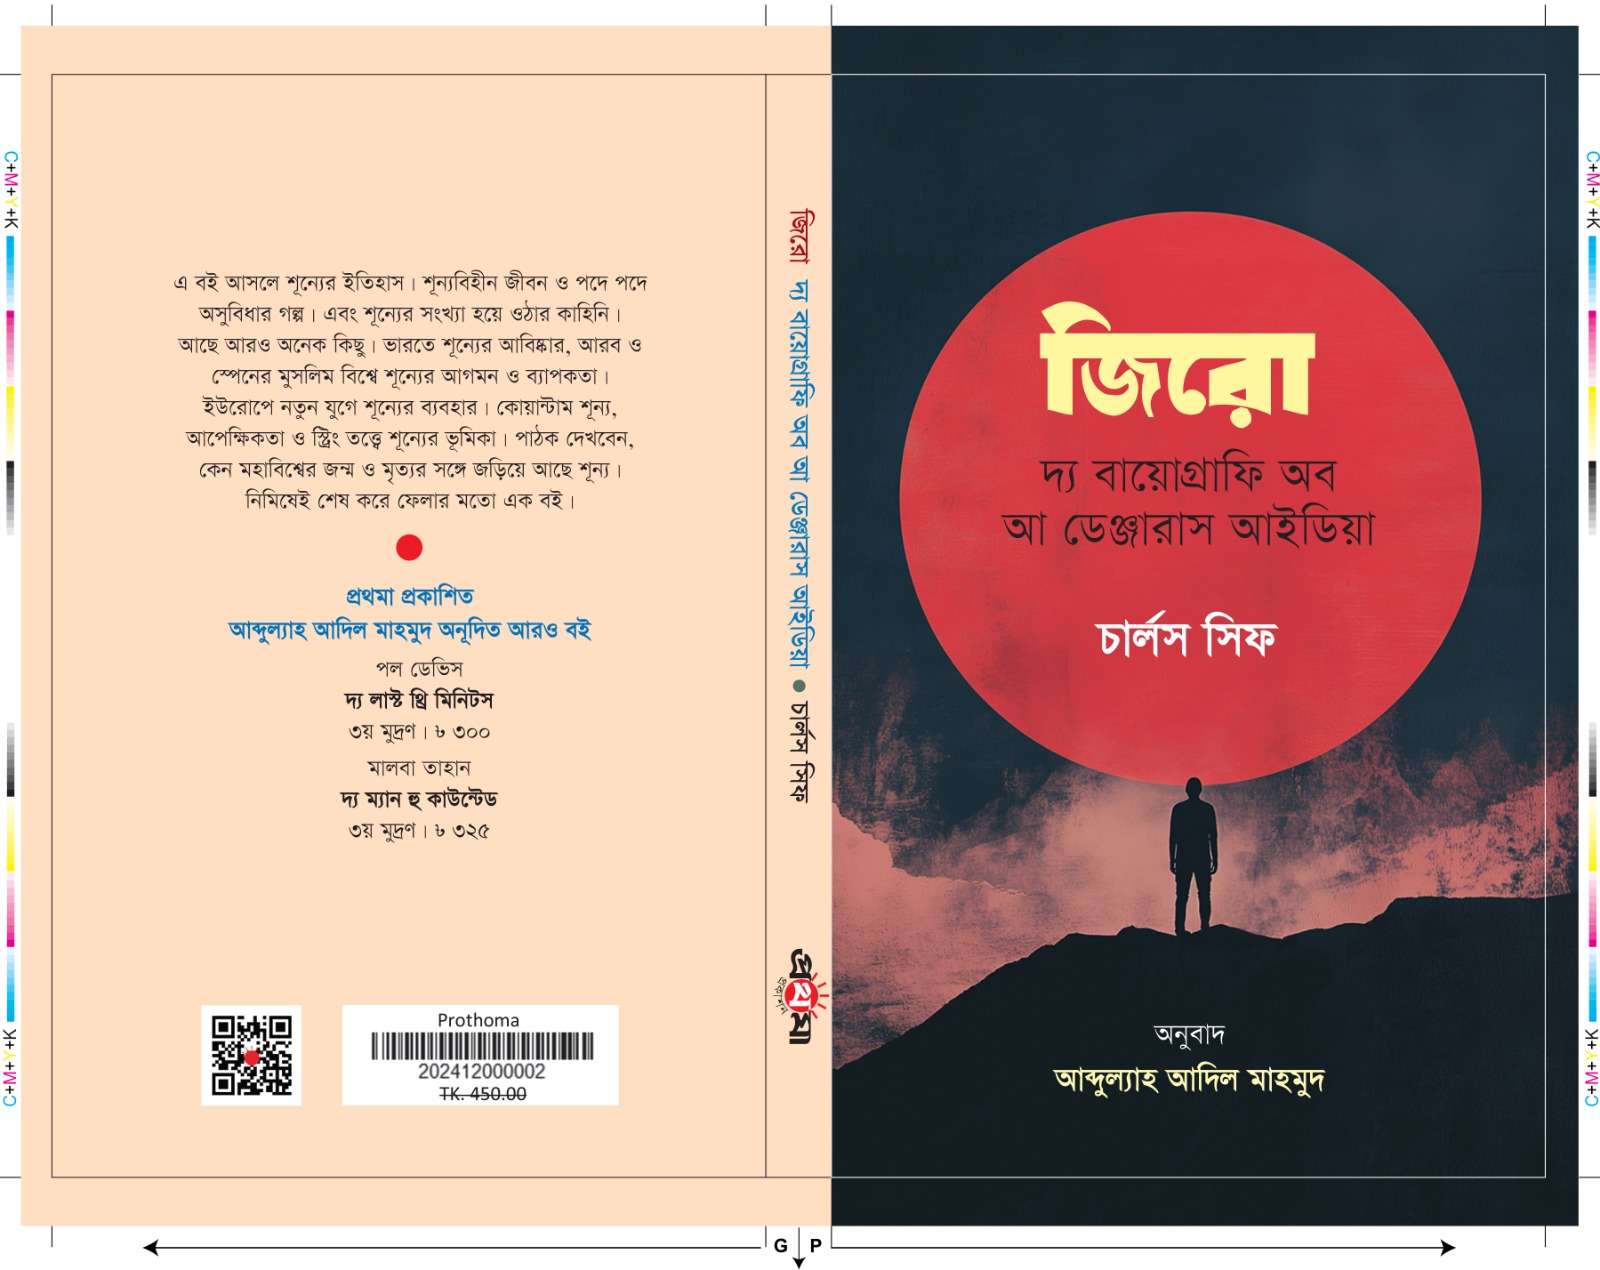 এ বই আসলে শূন্যের ইতিহাস। শূন্যবিহীন জীবন ও পদে পদে
অসুবিধার গল্প। এবং শূন্যের সংখ্যা হয়ে ওঠার কাহিনি।
আছে আরও অনেক কিছু। ভারতে শূন্যের আবিষ্কার, আরব ও
স্পেনের মুসলিম বিশ্বে শূন্যের আগমন ও ব্যাপকতা।
ইউরোপে নতুন যুগে শূন্যের ব্যবহার। কোয়ান্টাম শূন্য,
আপেক্ষিকতা ও স্ট্রিং তত্ত্বে শূন্যের ভূমিকা। পাঠক দেখবেন,
কেন মহাবিশ্বের জন্ম ও মৃত্যুর সঙ্গে জড়িয়ে আছে শূন্য।
নিমিষেই শেষ করে ফেলার মতো এক বই।
প্রথমা প্রকাশিত
আব্দুল্যাহ আদিল মাহমুদ অনূদিত আরও বই
পল ডেভিস
দ্য লাস্ট থ্রি মিনিটস
৩য় মুদ্রণ। ৳ ৩০০
মালবা তাহান
দ্য ম্যান হু কাউন্টেড
৩য় মুদ্রণ। ৳ ৩২৫
Prothoma
202412000002
TK. 450.00
জিরো দ্য বায়োগ্রাফি অব আ ডেঞ্জারাস আইডিয়া ● চার্লস সিফ
প্রথমা
প্রকাশন
জিরো
দ্য বায়োগ্রাফি অব
আ ডেঞ্জারাস আইডিয়া
চার্লস সিফ
অনুবাদ
আব্দুল্যাহ আদিল মাহমুদ
C+M+Y+K
C+M+Y+K
C+M+Y+K
C+M+Y+K
G P